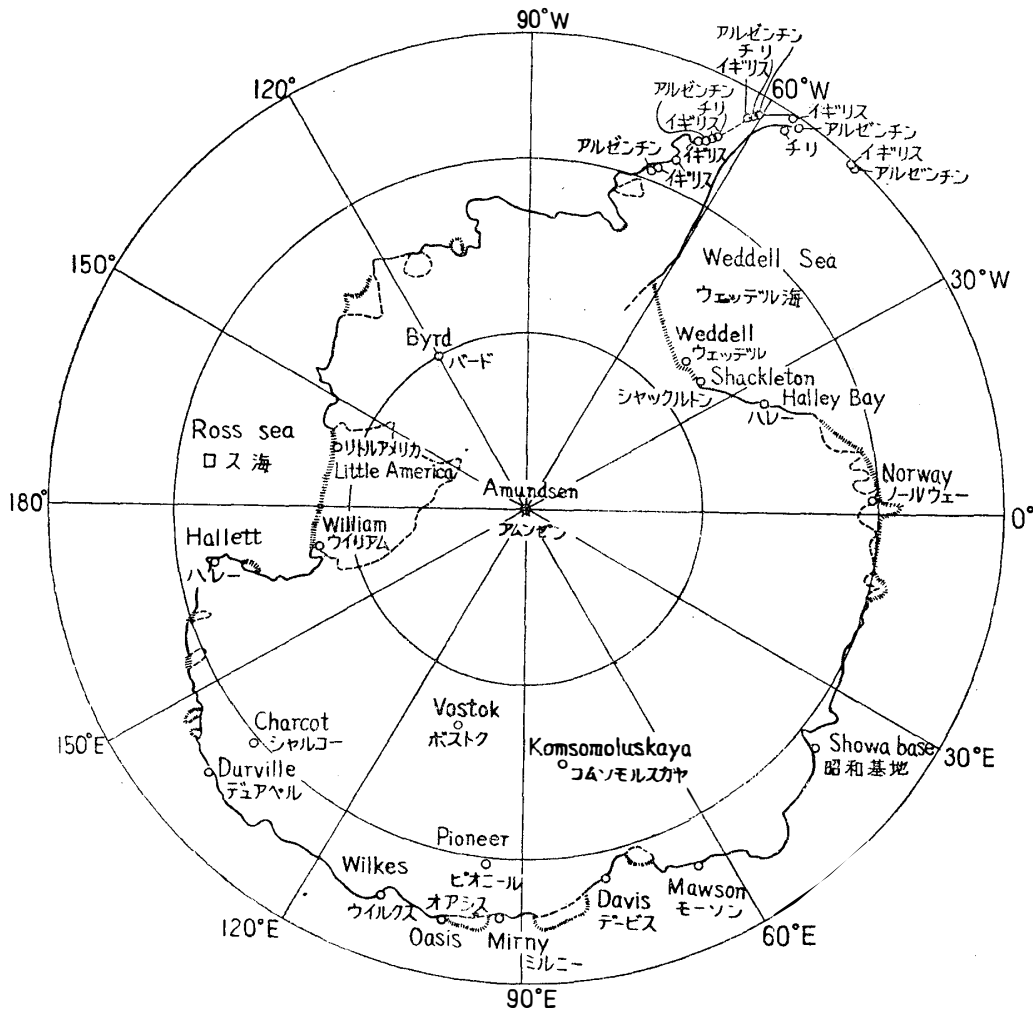 90°W
アルゼンチン
チリ
イギリス
60°W
120°
アルゼンチン
チリ
イギリス
イギリス
アルゼンチン
チリ
アルゼンチン
イギリス
イギリス
イギリス
アルゼンチン
150°
Weddell Sea
ウェッデル海
30°W
Byrd
バード
Weddell
ウェッデル
Shackleton
シャックルトン
Halley Bay
ハレー
Ross sea
ロス海
リトルアメリカ
Little America
Norway
ノールウェー
180°
Amundsen
アムンゼン
0°
Hallett
ハレー
William
ウイリアム
Vostok
ボストク
Charcot
シャルコー
Komsomoluskaya
コムソモルスカヤ
Showa base
昭和基地
150°E
30°E
Durville
デュアペル
Pioneer
ピオニール
Wilkes
ウイルクス
オアシス
Oasis
Mirny
ミルニー
Davis
デービス
Mawson
モーソン
120°E
60°E
90°E